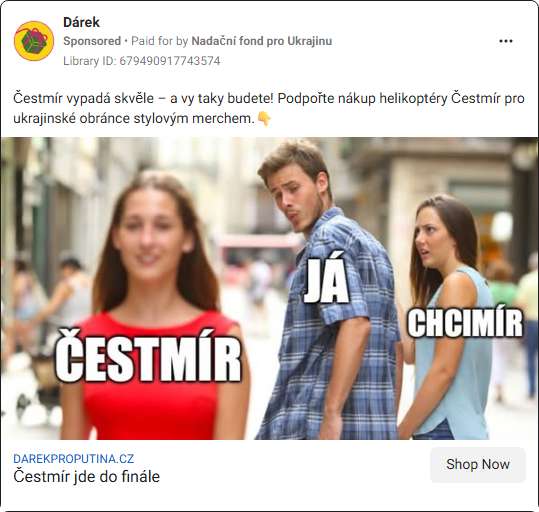 Dárek
Sponsored • Paid for by Nadační fond pro Ukrajinu
Library ID: 679490917743574
Čestmír vypadá skvěle – a vy taky budete! Podpořte nákup helikoptéry Čestmír pro
ukrajinské obránce stylovým merchem.👇
JÁ
CHCIMÍR
ČESTMÍR
DAREKPROPUTINA.CZ
Čestmír jde do finále
Shop Now